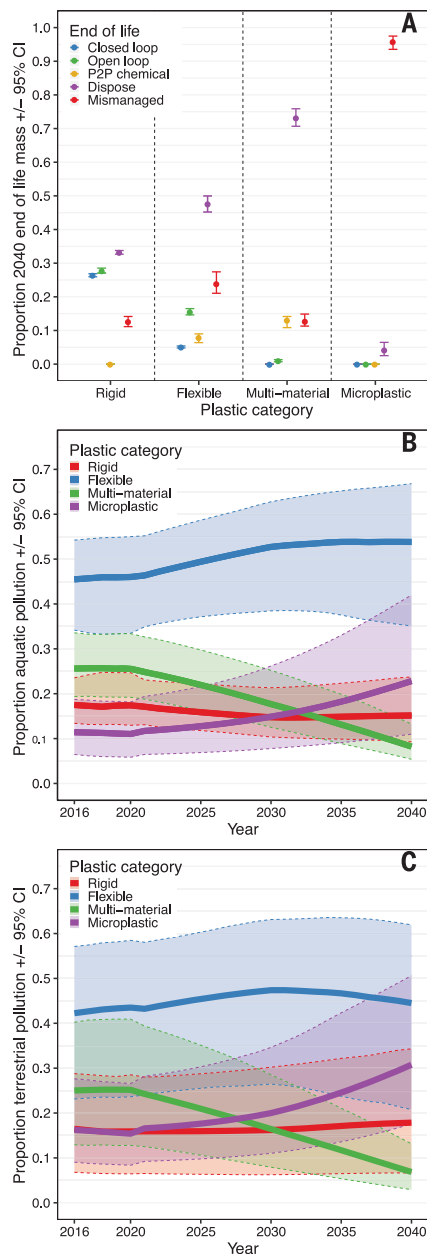 A
End of life
Closed loop
Open loop
P2P chemical
Dispose
Mismanaged
Proportion 2040 end of life mass +/− 95% CI
1.0
0.9
0.8
0.7
0.6
0.5
0.4
0.3
0.2
0.1
0.0
Rigid Flexible Multi−material Microplastic
Plastic category
B
Plastic category
Rigid
Flexible
Multi−material
Microplastic
Proportion aquatic pollution +/− 95% CI
0.7
0.6
0.5
0.4
0.3
0.2
0.1
0.0
2016 2020 2025 2030 2035 2040
Year
C
Plastic category
Rigid
Flexible
Multi−material
Microplastic
Proportion terrestrial pollution +/− 95% CI
0.7
0.6
0.5
0.4
0.3
0.2
0.1
0.0
2016 2020 2025 2030 2035 2040
Year